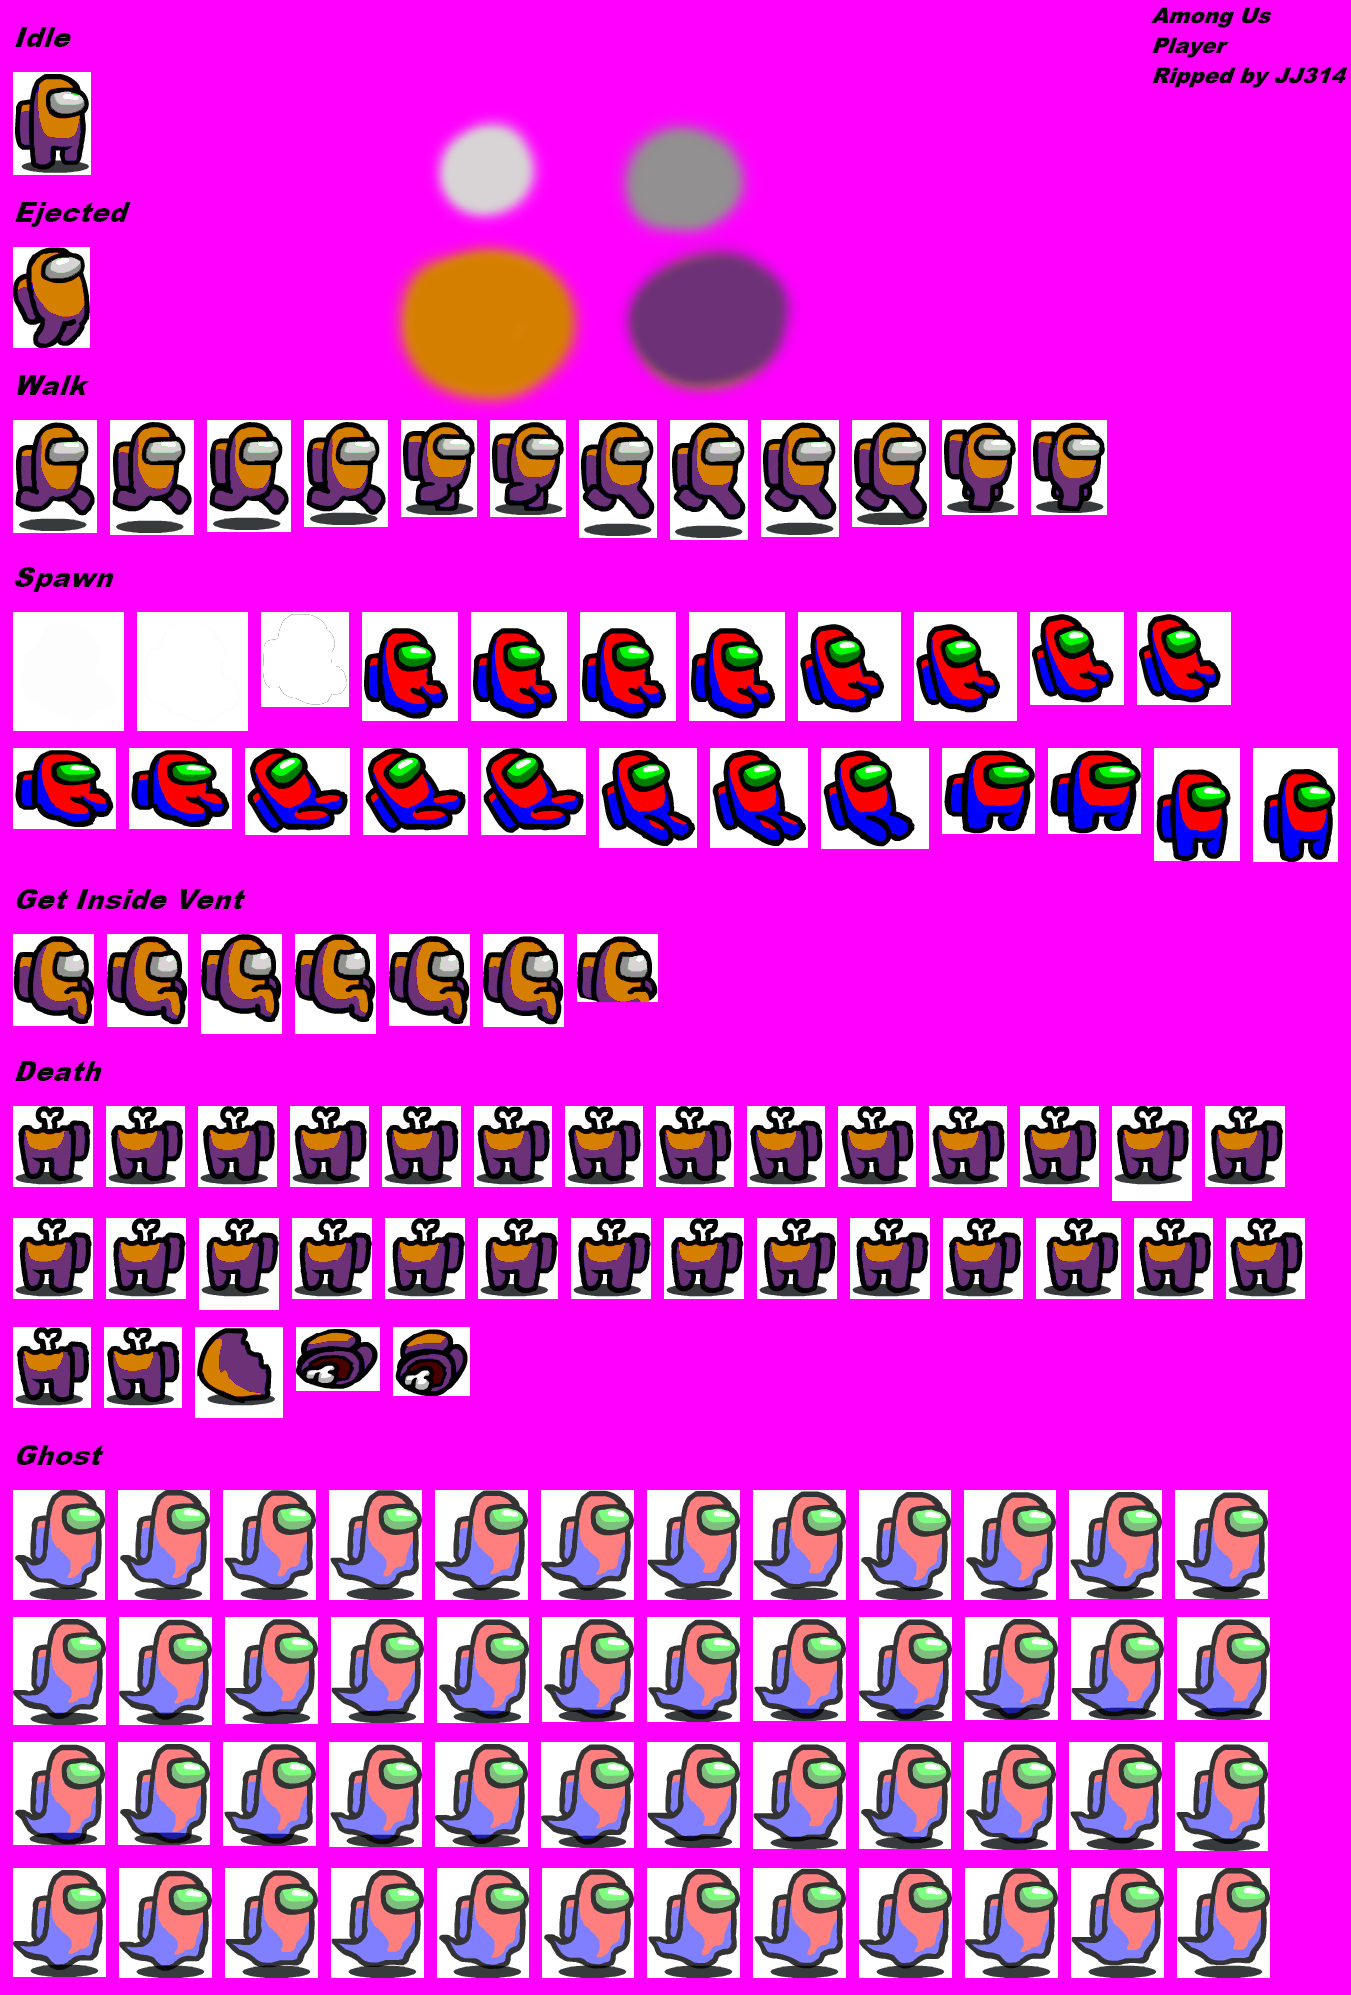 Among Us
Player
Ripped by JJ314
Idle
Ejected
Walk
Spawn
Get Inside Vent
Death
Ghost